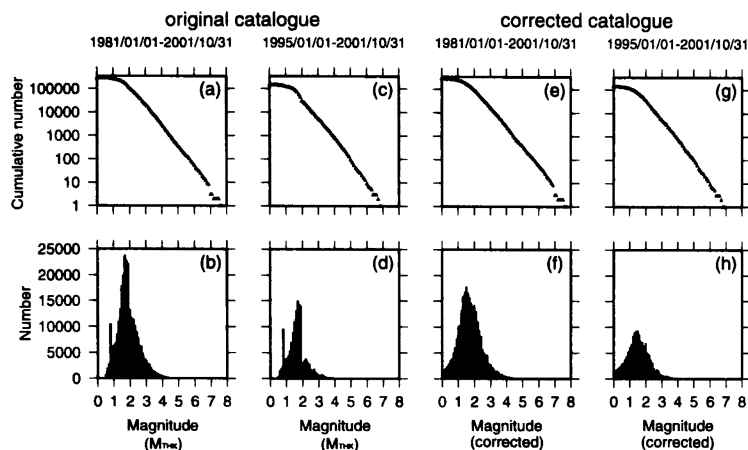 original catalogue corrected catalogue
1981/01/01-2001/10/31 1995/01/01-2001/10/31 1981/01/01-2001/10/31 1995/01/01-2001/10/31
Cumulative number
100000
10000
1000
100
10
1
(a) (c) (e) (g)
Number
25000
20000
15000
10000
5000
0
(b) (d) (f) (h)
0 1 2 3 4 5 6 7 8 0 1 2 3 4 5 6 7 8 0 1 2 3 4 5 6 7 8 0 1 2 3 4 5 6 7 8
Magnitude Magnitude Magnitude Magnitude
(MTHK) (MTHK) (corrected) (corrected)